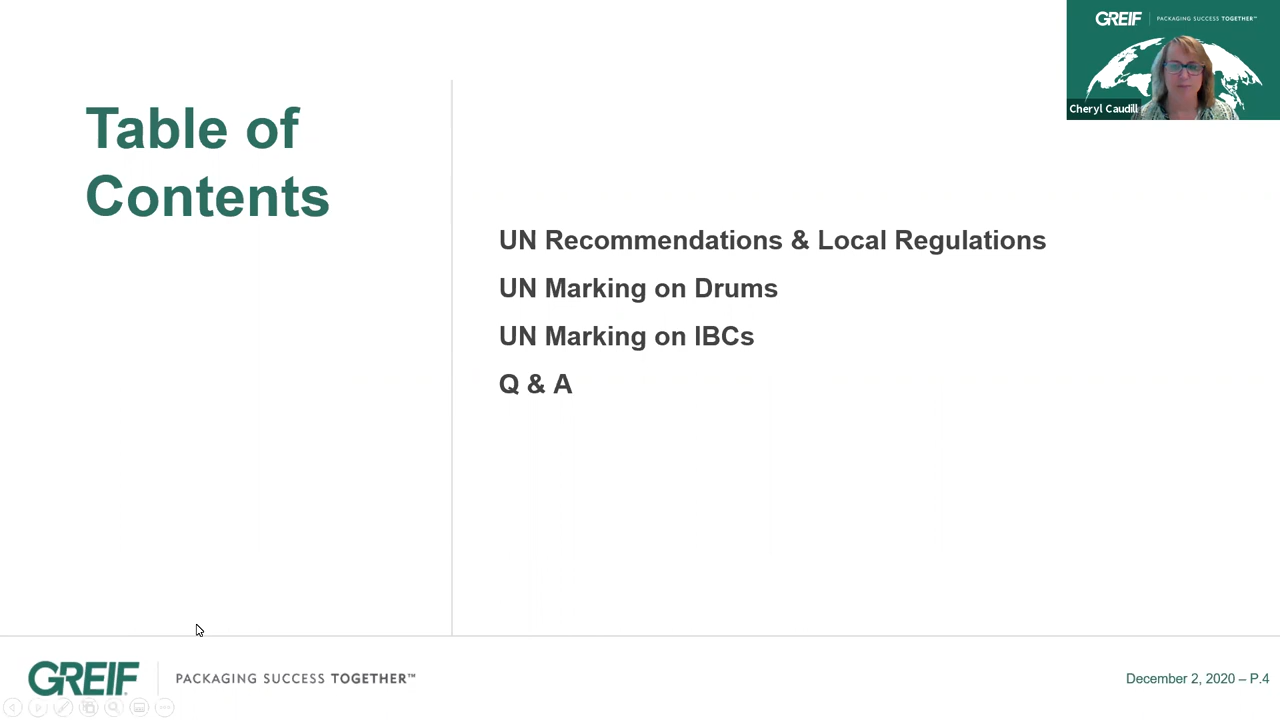 GREIF
PACKAGING SUCCESS TOGETHER™
Cheryl Caudill
Table of
Contents
UN Recommendations & Local Regulations
UN Marking on Drums
UN Marking on IBCs
Q & A
GREIF
PACKAGING SUCCESS TOGETHER™
December 2, 2020 – P.4